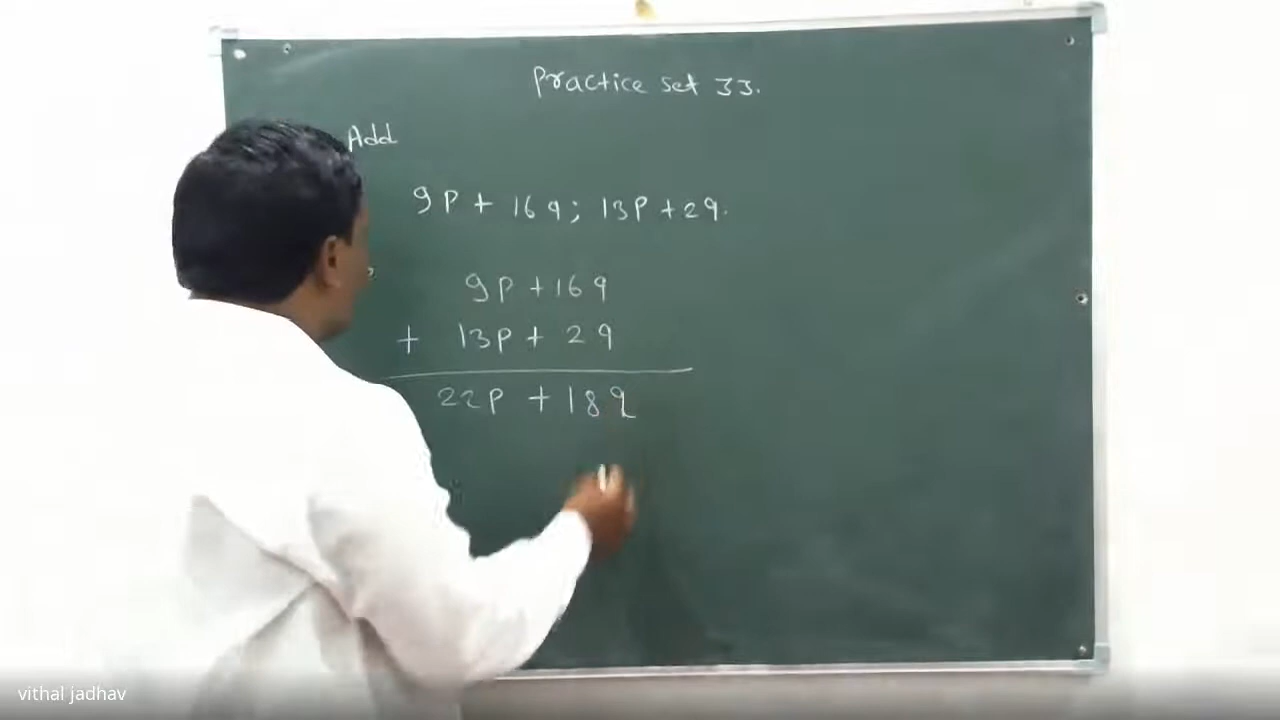 Practice set 33.
Add
9p + 16q; 13p + 2q.
9p + 16q
+ 13p + 2q
22p + 18q
vithal jadhav